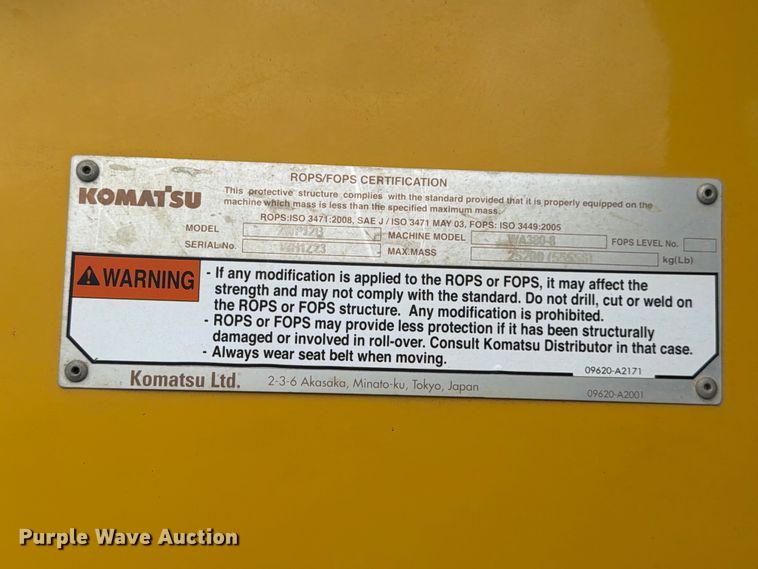 ROPS/FOPS CERTIFICATION
KOMATSU
This protective structure complies with the standard provided that it is properly equipped on the
machine which mass is less than the specified maximum mass.
ROPS:ISO 3471:2008, SAE J / ISO 3471 MAY 03, FOPS: ISO 3449:2005
MODEL MACHINE MODEL WA380-8 FOPS LEVEL No.
SERIAL No. MAX.MASS kg(Lb)
WARNING
- If any modification is applied to the ROPS or FOPS, it may affect the
strength and may not comply with the standard. Do not drill, cut or weld on
the ROPS or FOPS structure. Any modification is prohibited.
- ROPS or FOPS may provide less protection if it has been structurally
damaged or involved in roll-over. Consult Komatsu Distributor in that case.
- Always wear seat belt when moving.
09620-A2171
Komatsu Ltd. 2-3-6 Akasaka, Minato-ku, Tokyo, Japan
09620-A2001
Purple Wave Auction